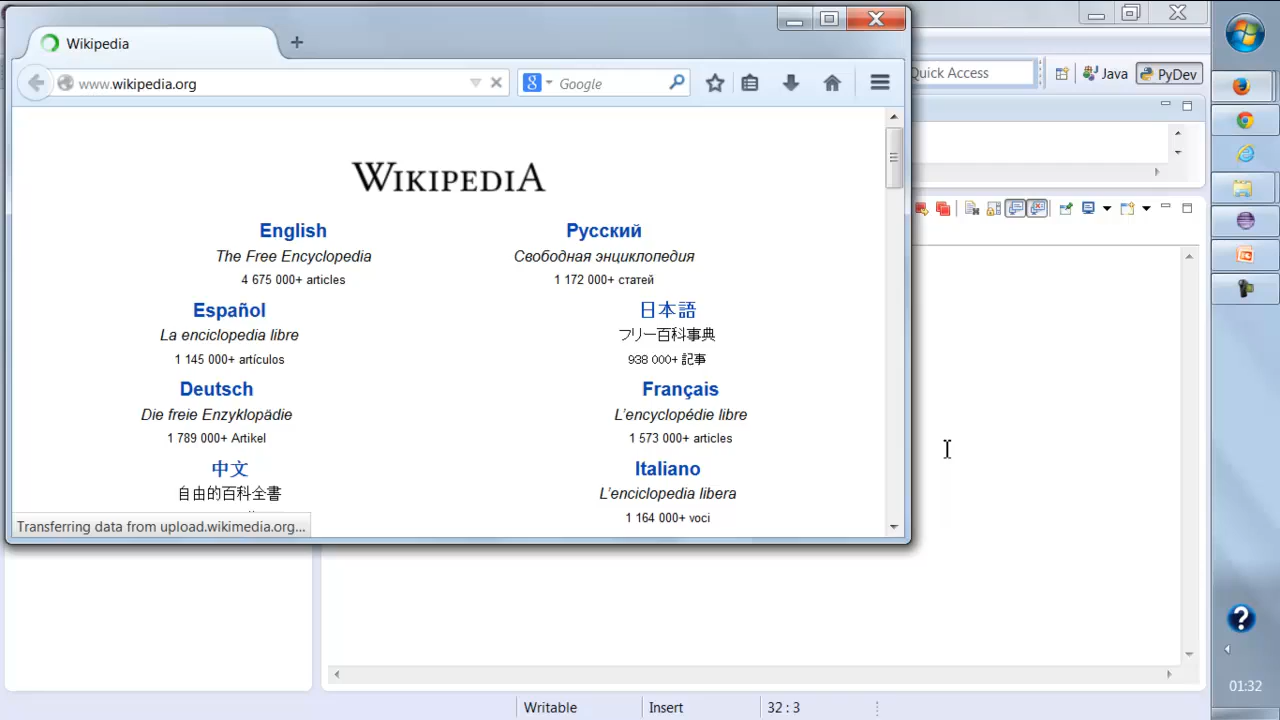 Wikipedia
www.wikipedia.org
Google
Quick Access
Java
PyDev
WIKIPEDIA
English
The Free Encyclopedia
4 675 000+ articles
Русский
Свободная энциклопедия
1 172 000+ статей
Español
La enciclopedia libre
1 145 000+ artículos
日本語
フリー百科事典
938 000+ 記事
Deutsch
Die freie Enzyklopädie
1 789 000+ Artikel
Français
L'encyclopédie libre
1 573 000+ articles
中文
自由的百科全書
Italiano
L'enciclopedia libera
1 164 000+ voci
Transferring data from upload.wikimedia.org...
Writable
Insert
32 : 3
01:32